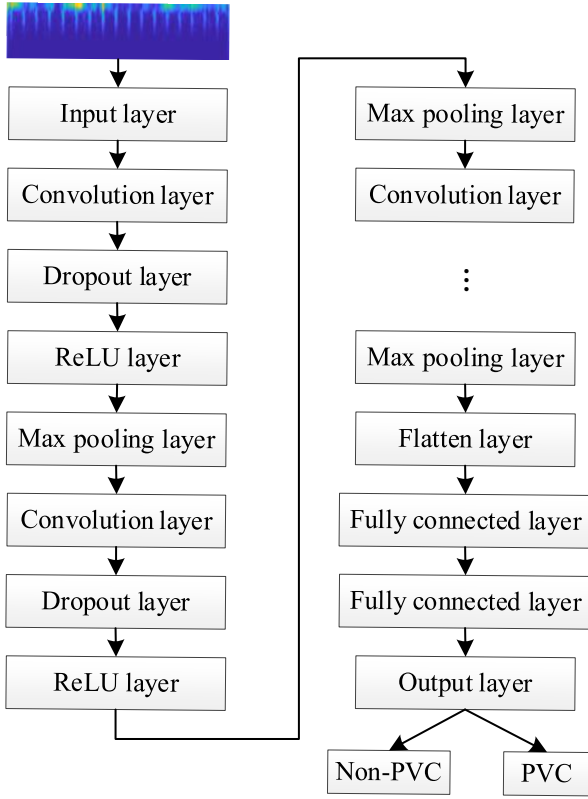 Input layer
Convolution layer
Dropout layer
ReLU layer
Max pooling layer
Convolution layer
Dropout layer
ReLU layer
Max pooling layer
Convolution layer
⋮
Max pooling layer
Flatten layer
Fully connected layer
Fully connected layer
Output layer
Non-PVC
PVC